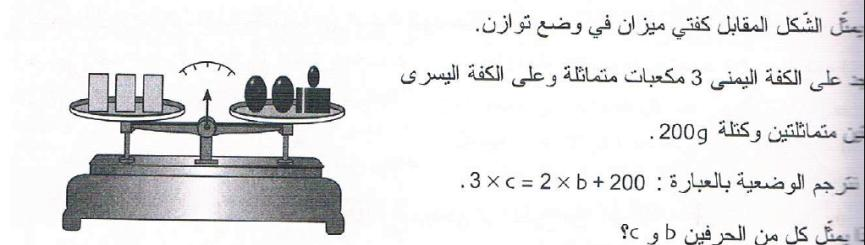 يمثّل الشّكل المقابل كفتي ميزان في وضع توازن.
على الكفة اليمنى 3 مكعبات متماثلة وعلى الكفة اليسرى
متماثلتين وكتلة 200g.
نترجم الوضعية بالعبارة : 3 × c = 2 × b + 200.
يمثّل كل من الحرفين b و c؟